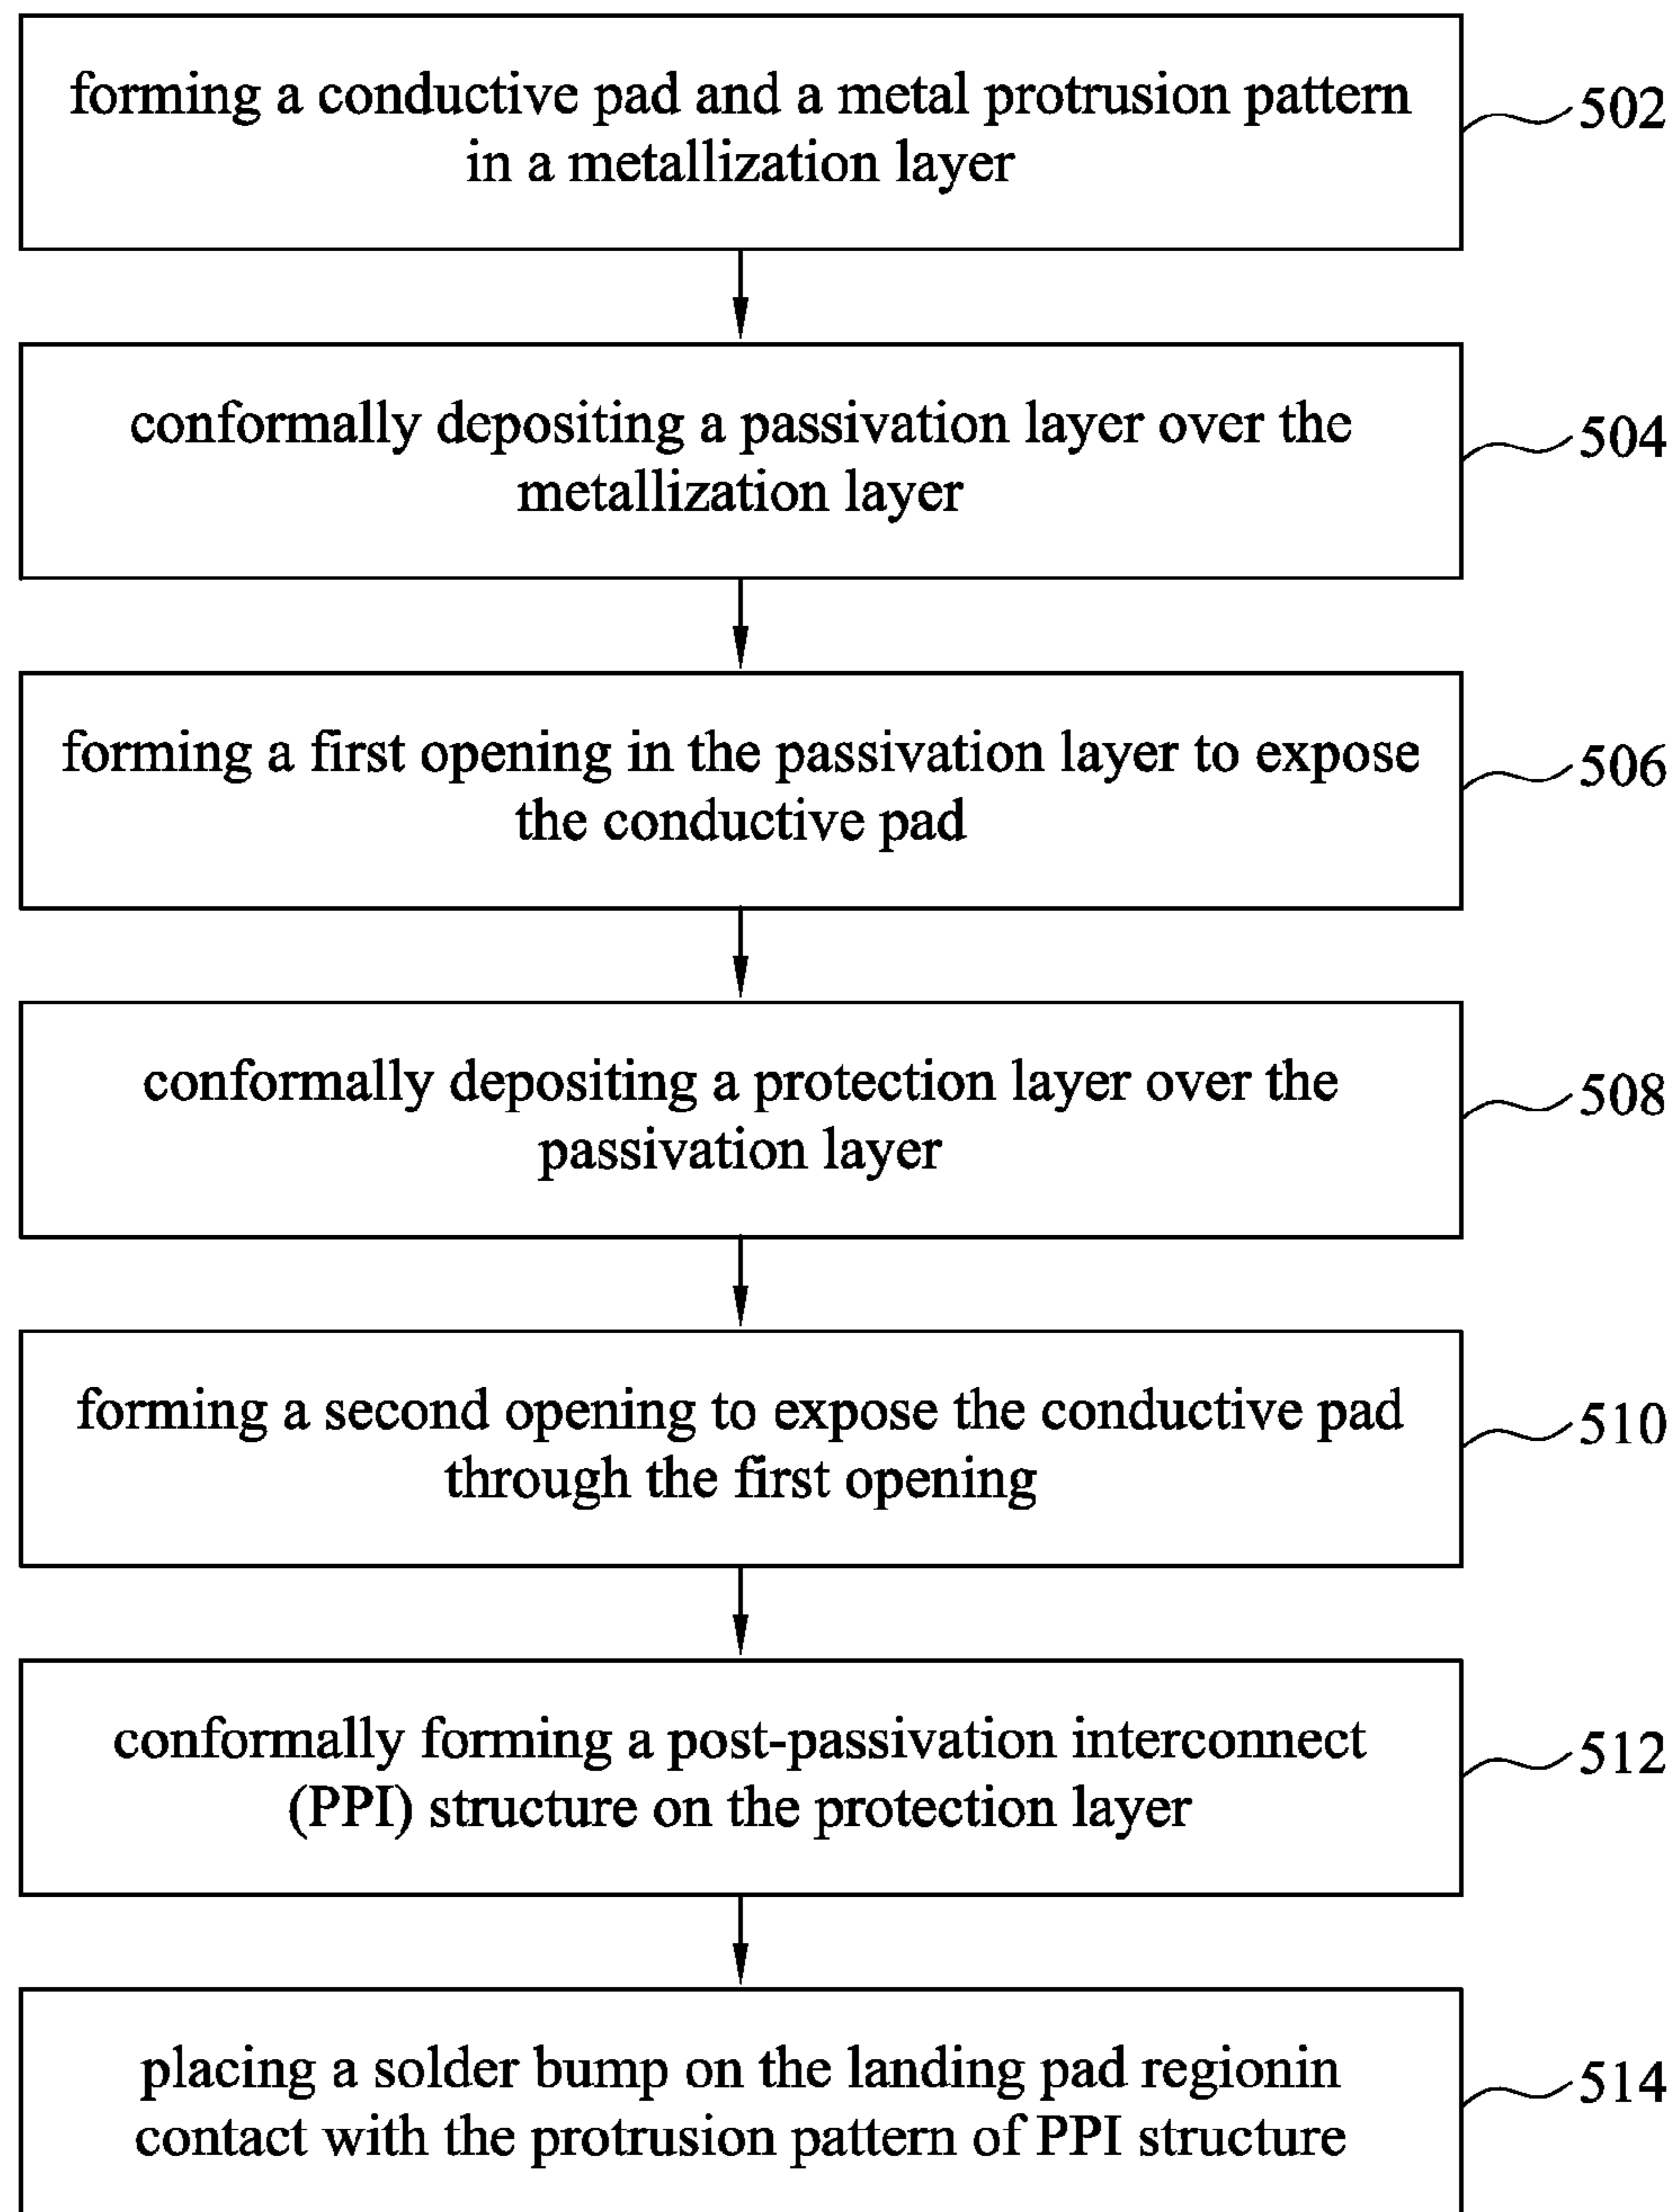 forming a conductive pad and a metal protrusion pattern
in a metallization layer
502
conformally depositing a passivation layer over the
metallization layer
504
forming a first opening in the passivation layer to expose
the conductive pad
506
conformally depositing a protection layer over the
passivation layer
508
forming a second opening to expose the conductive pad
through the first opening
510
conformally forming a post-passivation interconnect
(PPI) structure on the protection layer
512
placing a solder bump on the landing pad regionin
contact with the protrusion pattern of PPI structure
514